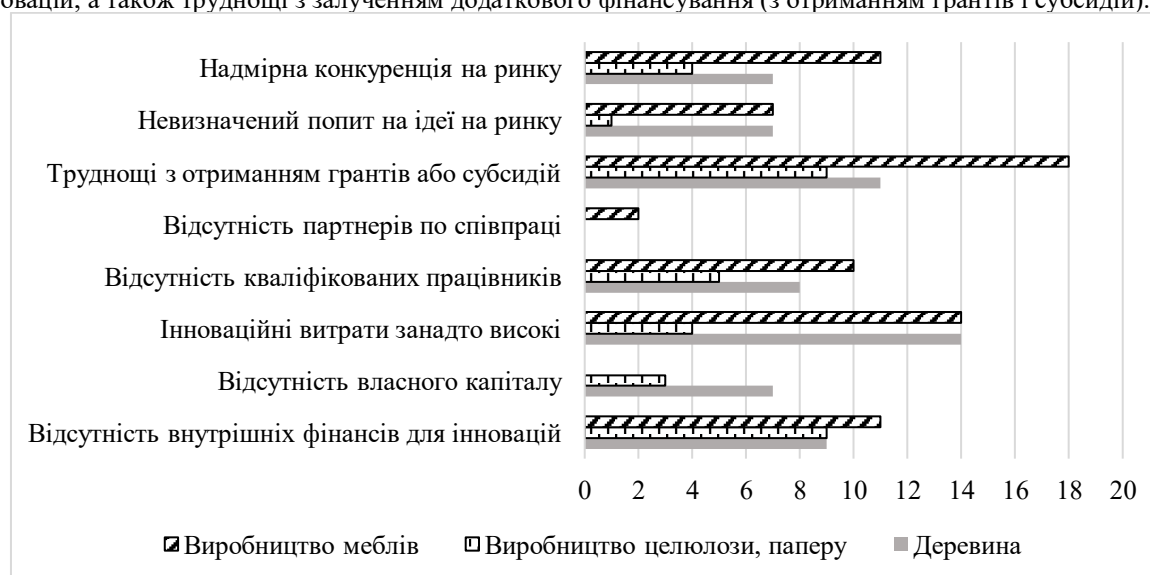 новацій, а також труднощі з залученням додаткового фінансування (з отриманням грантів і субсидій).
Надмірна конкуренція на ринку
Невизначений попит на ідеї на ринку
Труднощі з отриманням грантів або субсидій
Відсутність партнерів по співпраці
Відсутність кваліфікованих працівників
Інноваційні витрати занадто високі
Відсутність власного капіталу
Відсутність внутрішніх фінансів для інновацій
0 2 4 6 8 10 12 14 16 18 20
Виробництво меблів Виробництво целюлози, паперу Деревина